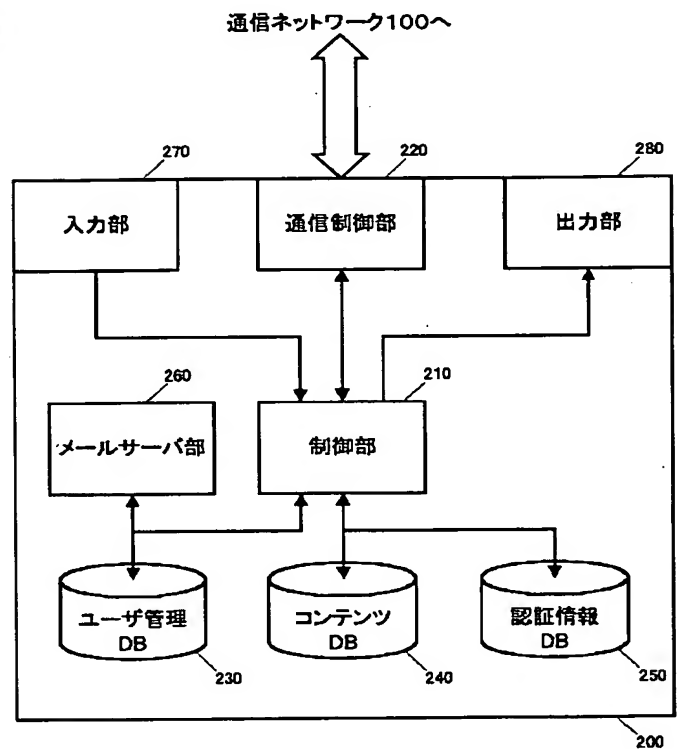 通信ネットワーク100へ
270
220
280
入力部
通信制御部
出力部
260
210
メールサーバ部
制御部
ユーザ管理
DB
コンテンツ
DB
認証情報
DB
230
240
250
200